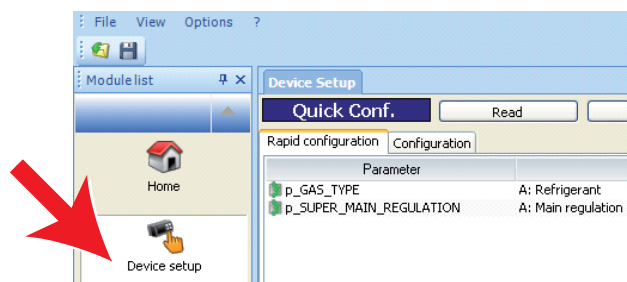 File View Options ?
Module list
Device Setup
Quick Conf. Read
Rapid configuration Configuration
Parameter
Home
p_GAS_TYPE A: Refrigerant
p_SUPER_MAIN_REGULATION A: Main regulation
Device setup